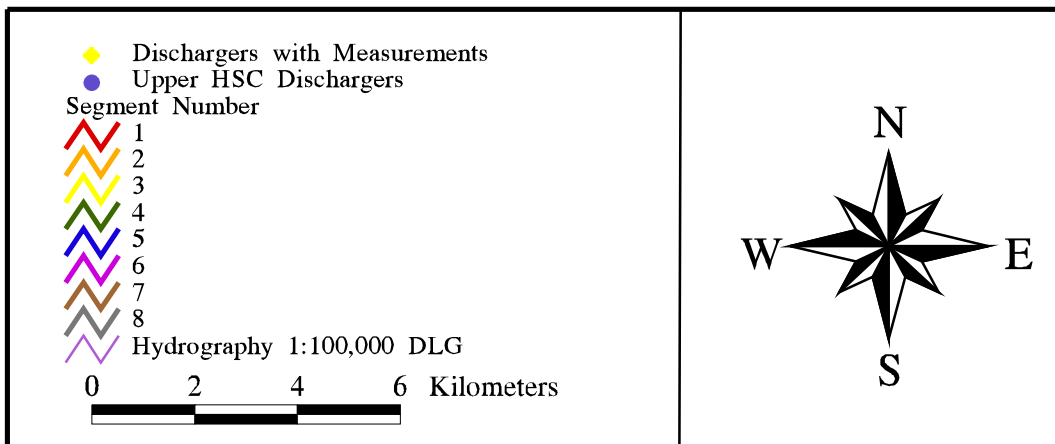 Dischargers with Measurements
Upper HSC Dischargers
Segment Number
1
2
3
4
5
6
7
8
Hydrography 1:100,000 DLG
0 2 4 6 Kilometers
N
W E
S